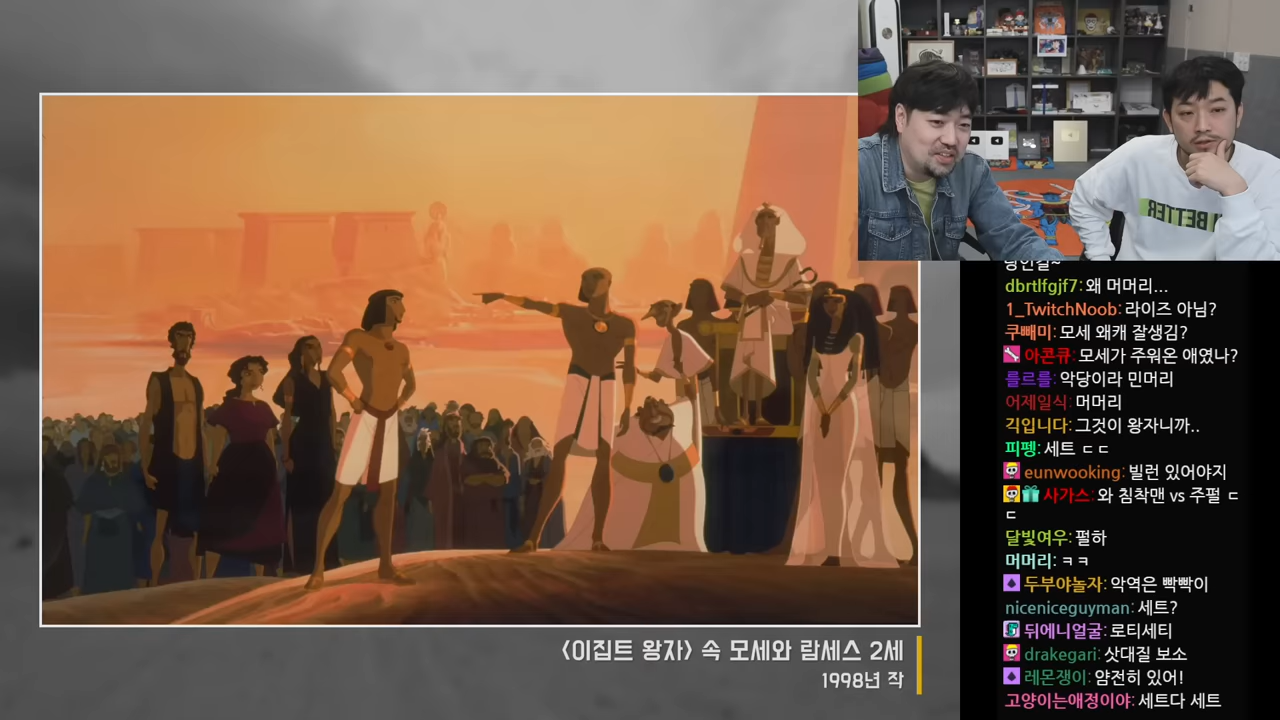 BETTER
당한걸~
dbrtlfgjf7: 왜 머머리...
1_TwitchNoob: 라이즈 아님?
쿠빼미: 모세 왜캐 잘생김?
아콘큐: 모세가 주워온 애였나?
를르를: 악당이라 민머리
어제일식: 머머리
긱입니다: 그것이 왕자니까..
피펭: 세트 ㄷㄷ
eunwooking: 빌런 있어야지
사가스: 와 침착맨 vs 주펄 ㄷ
ㄷ
달빛여우: 펄하
머머리: ㅋㅋ
두부야놀자: 악역은 빡빡이
niceniceguyman: 세트?
뒤에니얼굴: 로티세티
drakegari: 삿대질 보소
레몬쟁이: 얌전히 있어!
고양이는애정이야: 세트다 세트
<이집트 왕자> 속 모세와 람세스 2세
1998년 작